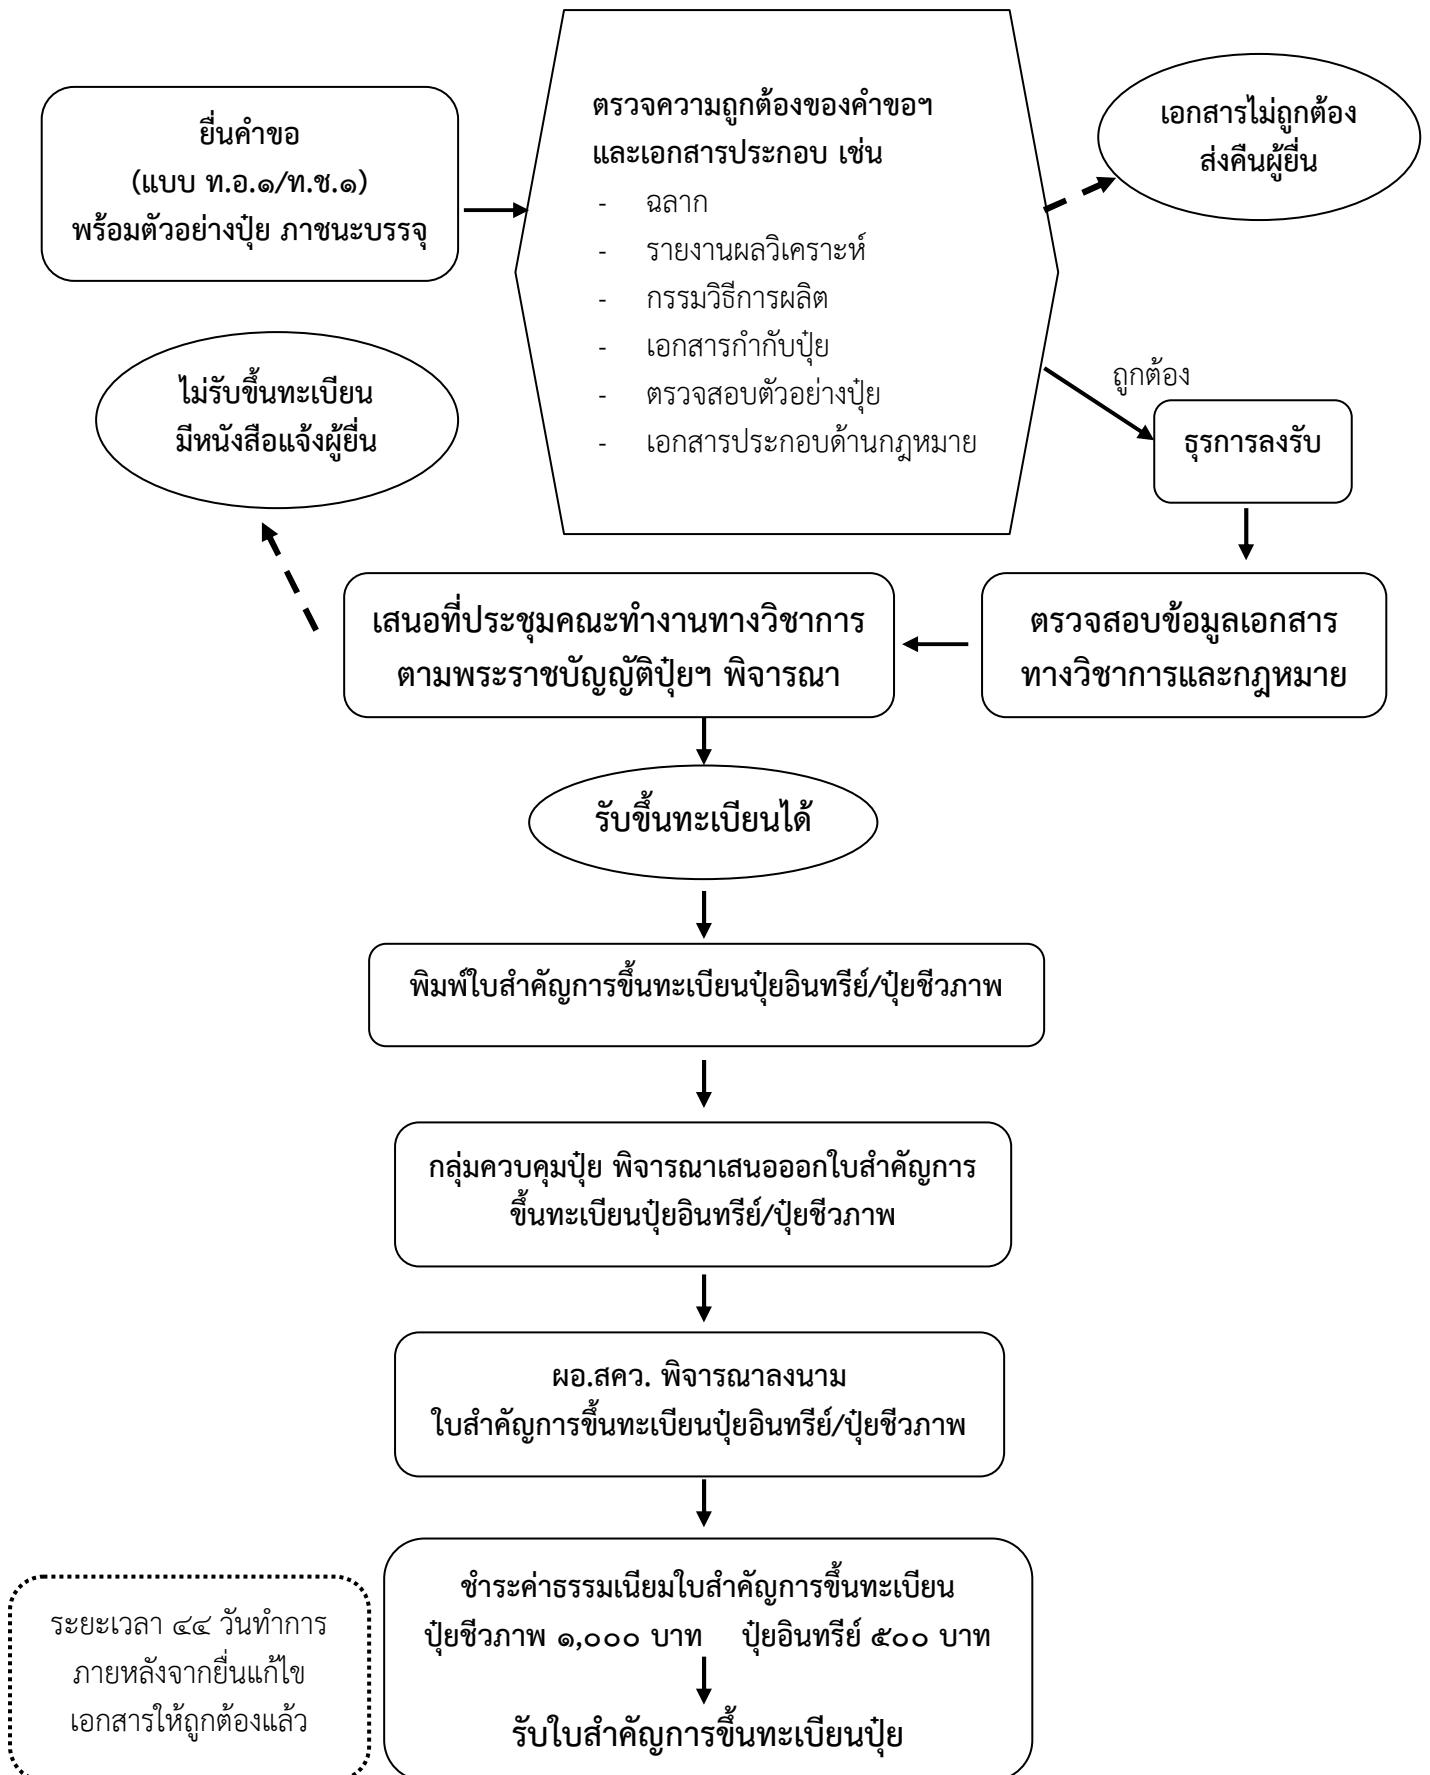 ยื่นคำขอ
(แบบ ท.อ.๑/ท.ช.๑)
พร้อมตัวอย่างปุ๋ย ภาชนะบรรจุ
ตรวจความถูกต้องของคำขอฯ
และเอกสารประกอบ เช่น
- ฉลาก
- รายงานผลวิเคราะห์
- กรรมวิธีการผลิต
- เอกสารกำกับปุ๋ย
- ตรวจสอบตัวอย่างปุ๋ย
- เอกสารประกอบด้านกฎหมาย
เอกสารไม่ถูกต้อง
ส่งคืนผู้ยื่น
ถูกต้อง
ธุรการลงรับ
ตรวจสอบข้อมูลเอกสาร
ทางวิชาการและกฎหมาย
เสนอที่ประชุมคณะทำงานทางวิชาการ
ตามพระราชบัญญัติปุ๋ยฯ พิจารณา
ไม่รับขึ้นทะเบียน
มีหนังสือแจ้งผู้ยื่น
รับขึ้นทะเบียนได้
พิมพ์ใบสำคัญการขึ้นทะเบียนปุ๋ยอินทรีย์/ปุ๋ยชีวภาพ
กลุ่มควบคุมปุ๋ย พิจารณาเสนอออกใบสำคัญการ
ขึ้นทะเบียนปุ๋ยอินทรีย์/ปุ๋ยชีวภาพ
ผอ.สคว. พิจารณาลงนาม
ใบสำคัญการขึ้นทะเบียนปุ๋ยอินทรีย์/ปุ๋ยชีวภาพ
ชำระค่าธรรมเนียมใบสำคัญการขึ้นทะเบียน
ปุ๋ยชีวภาพ ๑,๐๐๐ บาท ปุ๋ยอินทรีย์ ๕๐๐ บาท
รับใบสำคัญการขึ้นทะเบียนปุ๋ย
ระยะเวลา ๔๔ วันทำการ
ภายหลังจากยื่นแก้ไข
เอกสารให้ถูกต้องแล้ว